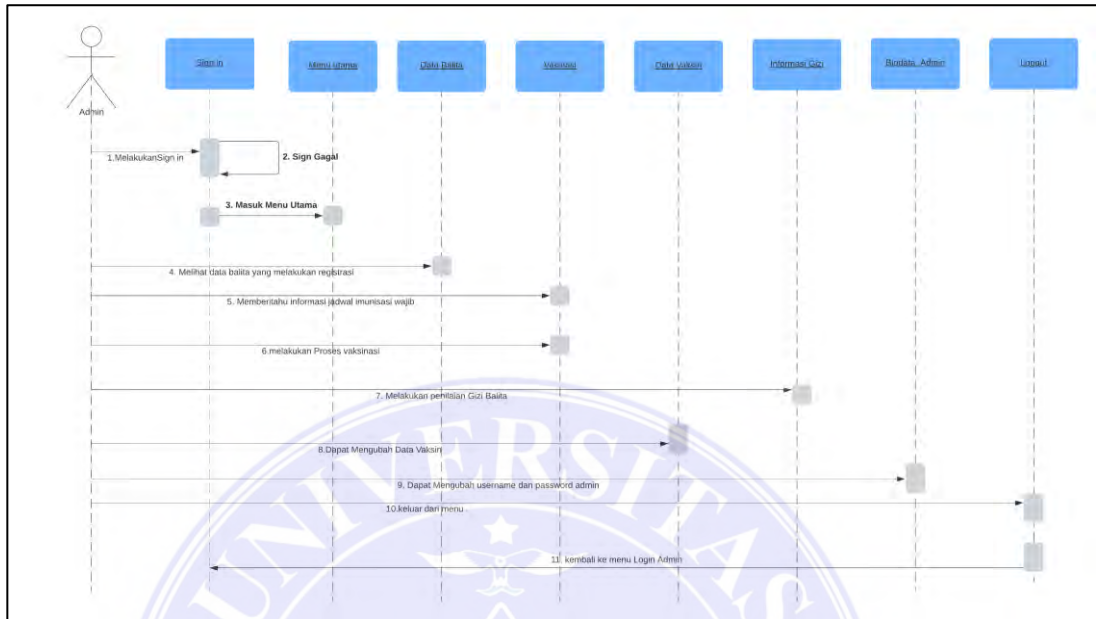 Sign in
Menu utama
Data Balita
Data Vaksin
Informasi Gizi
Biodata Admin
Logout
Admin
1.MelakukanSign in
2. Sign Gagal
3. Masuk Menu Utama
4. Melihat data balita yang melakukan registrasi
5. Memberitahu informasi jadwal imunisasi wajib
6.melakukan Proses vaksinasi
7. Melakukan penilaian Gizi Balita
8.Dapat Mengubah Data Vaksin
9. Dapat Mengubah username dan password admin
10.keluar dari menu
11. kembali ke menu Login Admin
UNIVERSITAS